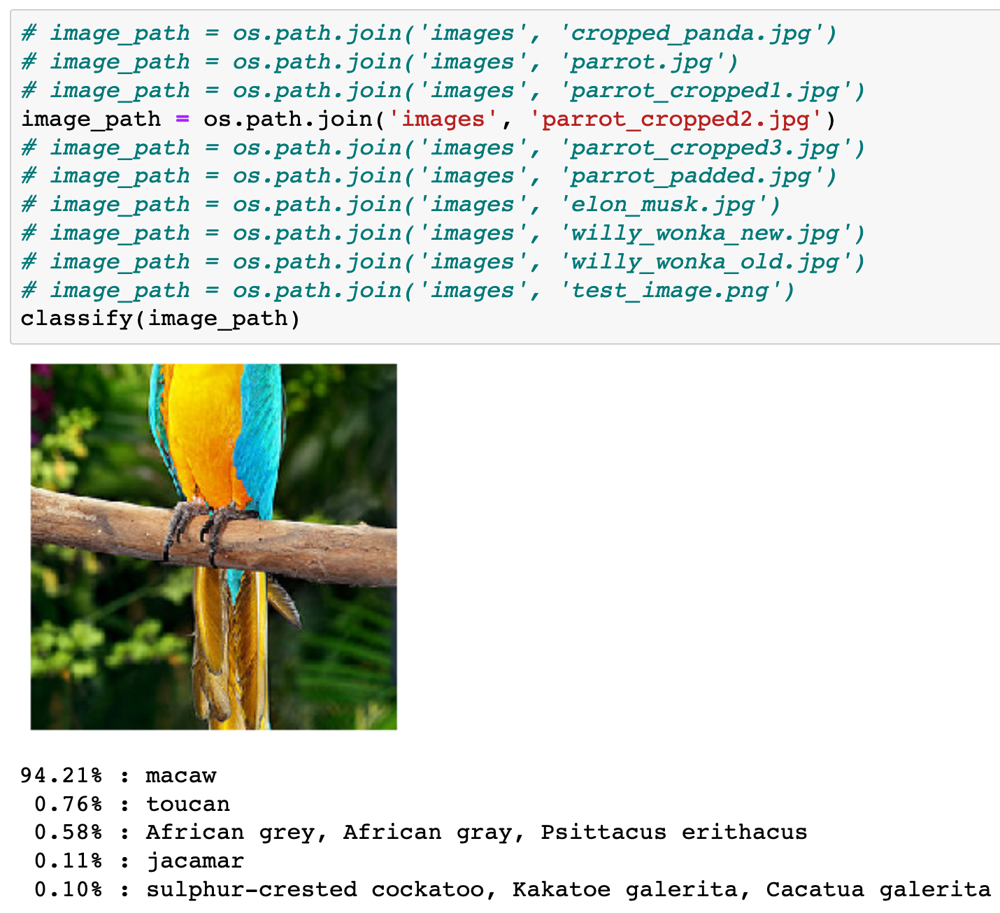 # image_path = os.path.join('images', 'cropped_panda.jpg')
# image_path = os.path.join('images', 'parrot.jpg')
# image_path = os.path.join('images', 'parrot_cropped1.jpg')
image_path = os.path.join('images', 'parrot_cropped2.jpg')
# image_path = os.path.join('images', 'parrot_cropped3.jpg')
# image_path = os.path.join('images', 'parrot_padded.jpg')
# image_path = os.path.join('images', 'elon_musk.jpg')
# image_path = os.path.join('images', 'willy_wonka_new.jpg')
# image_path = os.path.join('images', 'willy_wonka_old.jpg')
# image_path = os.path.join('images', 'test_image.png')
classify(image_path)
94.21% : macaw
0.76% : toucan
0.58% : African grey, African gray, Psittacus erithacus
0.11% : jacamar
0.10% : sulphur-crested cockatoo, Kakatoe galerita, Cacatua galerita